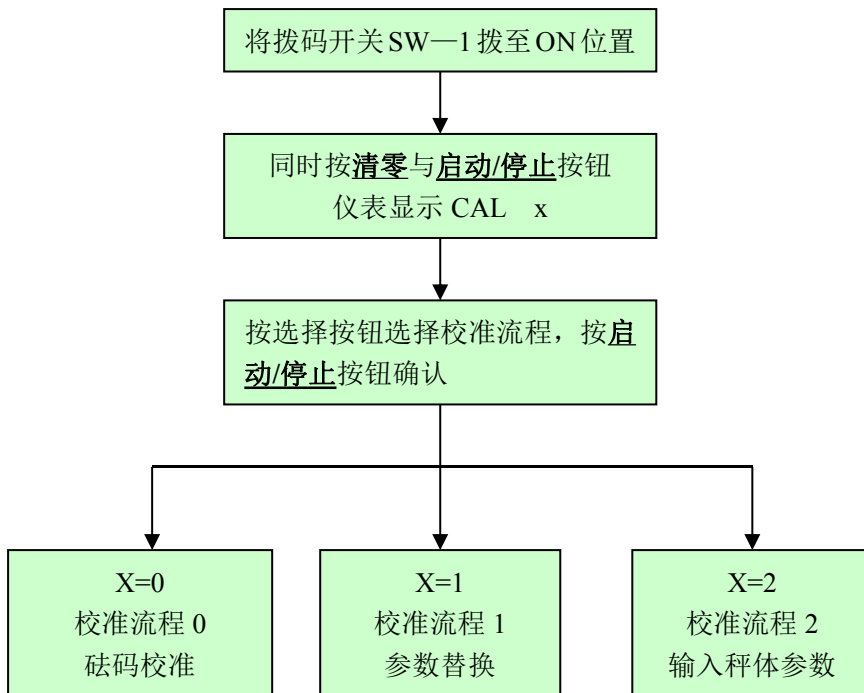 将拨码开关 SW—1 拨至 ON 位置
同时按清零与启动/停止按钮
仪表显示 CAL x
按选择按钮选择校准流程，按启
动/停止按钮确认
X=0
校准流程 0
砝码校准
X=1
校准流程 1
参数替换
X=2
校准流程 2
输入秤体参数